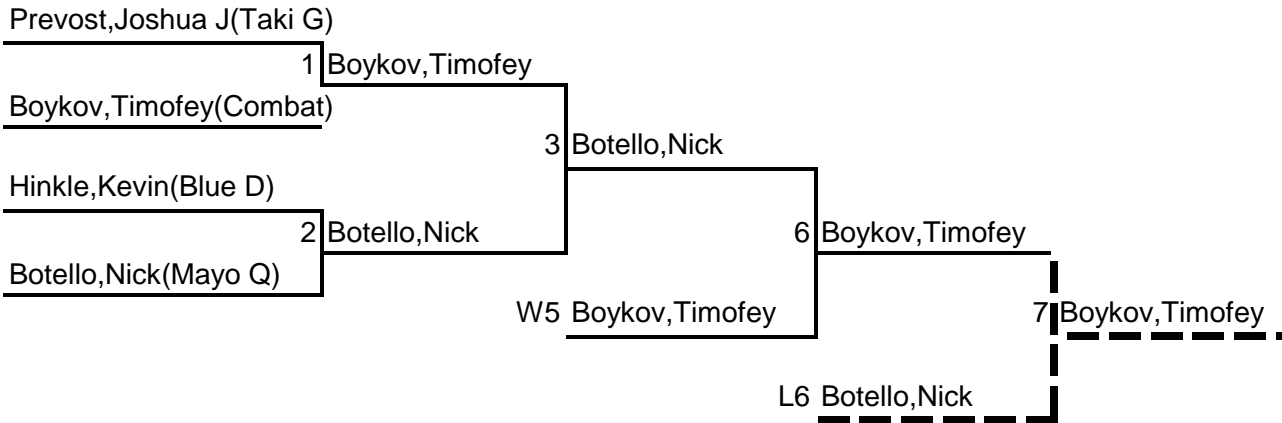 Prevost,Joshua J(Taki G)
1 Boykov,Timofey
Boykov,Timofey(Combat)
3 Botello,Nick
Hinkle,Kevin(Blue D)
2 Botello,Nick
6 Boykov,Timofey
Botello,Nick(Mayo Q)
W5 Boykov,Timofey
7 Boykov,Timofey
L6 Botello,Nick